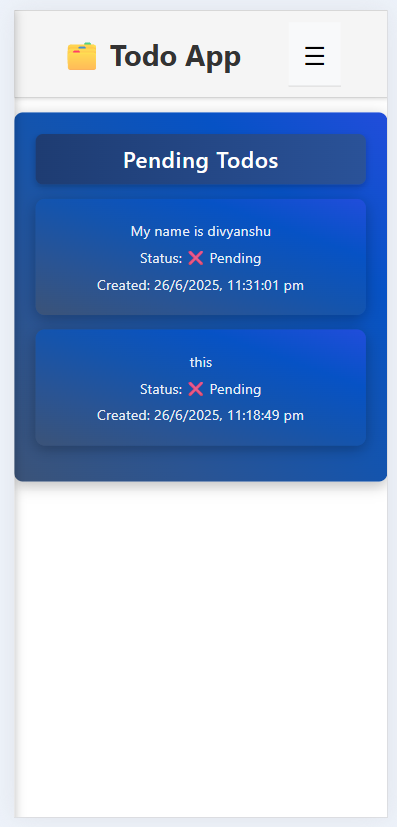 Todo App
Pending Todos
My name is divyanshu
Status: ❌ Pending
Created: 26/6/2025, 11:31:01 pm
this
Status: ❌ Pending
Created: 26/6/2025, 11:18:49 pm